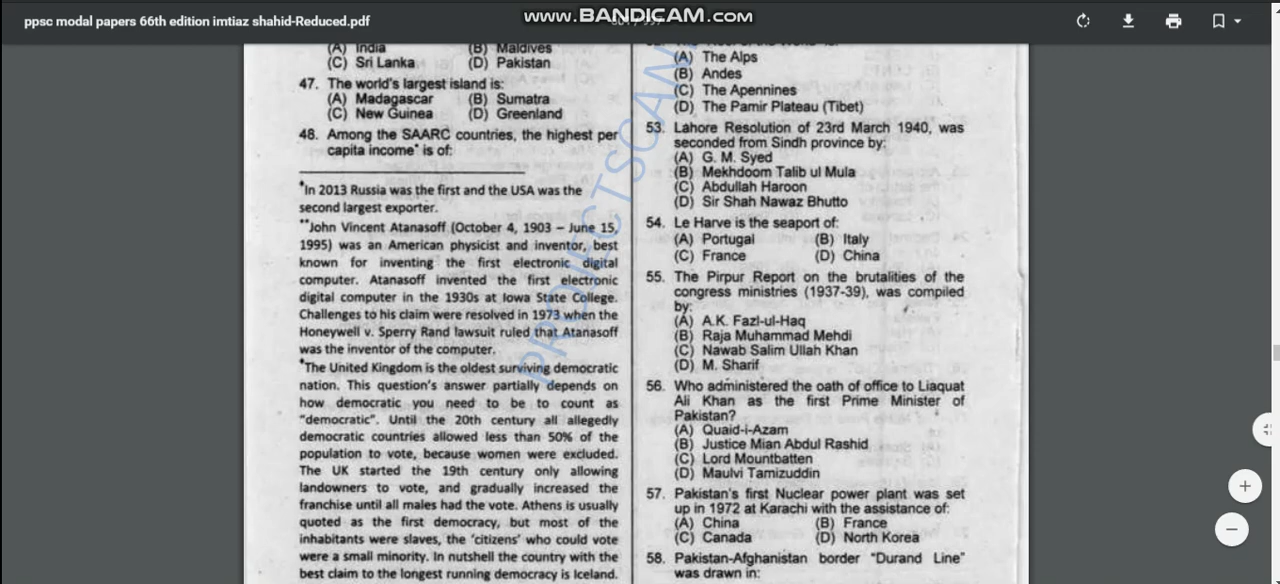 ppsc modal papers 66th edition imtiaz shahid-Reduced.pdf
www.BANDICAM.com
(A) India (B) Maldives
(C) Sri Lanka (D) Pakistan
47. The world's largest island is:
(A) Madagascar (B) Sumatra
(C) New Guinea (D) Greenland
48. Among the SAARC countries, the highest per
capita income* is of:
*In 2013 Russia was the first and the USA was the
second largest exporter.
**John Vincent Atanasoff (October 4, 1903 – June 15,
1995) was an American physicist and inventor, best
known for inventing the first electronic digital
computer. Atanasoff invented the first electronic
digital computer in the 1930s at Iowa State College.
Challenges to his claim were resolved in 1973 when the
Honeywell v. Sperry Rand lawsuit ruled that Atanasoff
was the inventor of the computer.
*The United Kingdom is the oldest surviving democratic
nation. This question's answer partially depends on
how democratic you need to be to count as
"democratic". Until the 20th century all allegedly
democratic countries allowed less than 50% of the
population to vote, because women were excluded.
The UK started the 19th century only allowing
landowners to vote, and gradually increased the
franchise until all males had the vote. Athens is usually
quoted as the first democracy, but most of the
inhabitants were slaves, the 'citizens' who could vote
were a small minority. In nutshell the country with the
best claim to the longest running democracy is Iceland.
(A) The Alps
(B) Andes
(C) The Apennines
(D) The Pamir Plateau (Tibet)
53. Lahore Resolution of 23rd March 1940, was
seconded from Sindh province by:
(A) G. M. Syed
(B) Mekhdoom Talib ul Mula
(C) Abdullah Haroon
(D) Sir Shah Nawaz Bhutto
54. Le Harve is the seaport of:
(A) Portugal (B) Italy
(C) France (D) China
55. The Pirpur Report on the brutalities of the
congress ministries (1937-39), was compiled
by:
(A) A.K. Fazl-ul-Haq
(B) Raja Muhammad Mehdi
(C) Nawab Salim Ullah Khan
(D) M. Sharif
56. Who administered the oath of office to Liaquat
Ali Khan as the first Prime Minister of
Pakistan?
(A) Quaid-i-Azam
(B) Justice Mian Abdul Rashid
(C) Lord Mountbatten
(D) Maulvi Tamizuddin
57. Pakistan's first Nuclear power plant was set
up in 1972 at Karachi with the assistance of:
(A) China (B) France
(C) Canada (D) North Korea
58. Pakistan-Afghanistan border "Durand Line"
was drawn in:
PROJECTSCAM